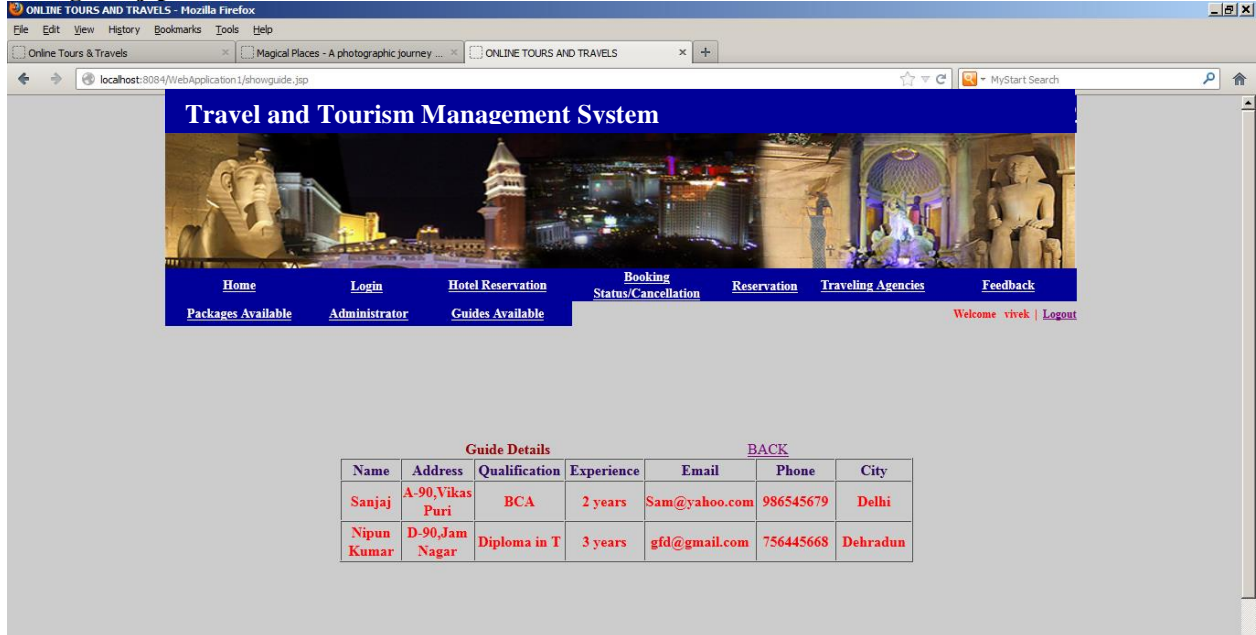 ONLINE TOURS AND TRAVELS - Mozilla Firefox
File Edit View History Bookmarks Tools Help
Online Tours & Travels
Magical Places - A photographic journey ...
ONLINE TOURS AND TRAVELS
localhost:8084/WebApplication1/showguide.jsp
MyStart Search
Travel and Tourism Management System
Home Login Hotel Reservation Booking Status/Cancellation Reservation Traveling Agencies Feedback
Packages Available Administrator Guides Available
Welcome vivek | Logout
Guide Details BACK
Name Address Qualification Experience Email Phone City
Sanjaj A-90,Vikas Puri BCA 2 years Sam@yahoo.com 986545679 Delhi
Nipun Kumar D-90,Jam Nagar Diploma in T 3 years gfd@gmail.com 756445668 Dehradun